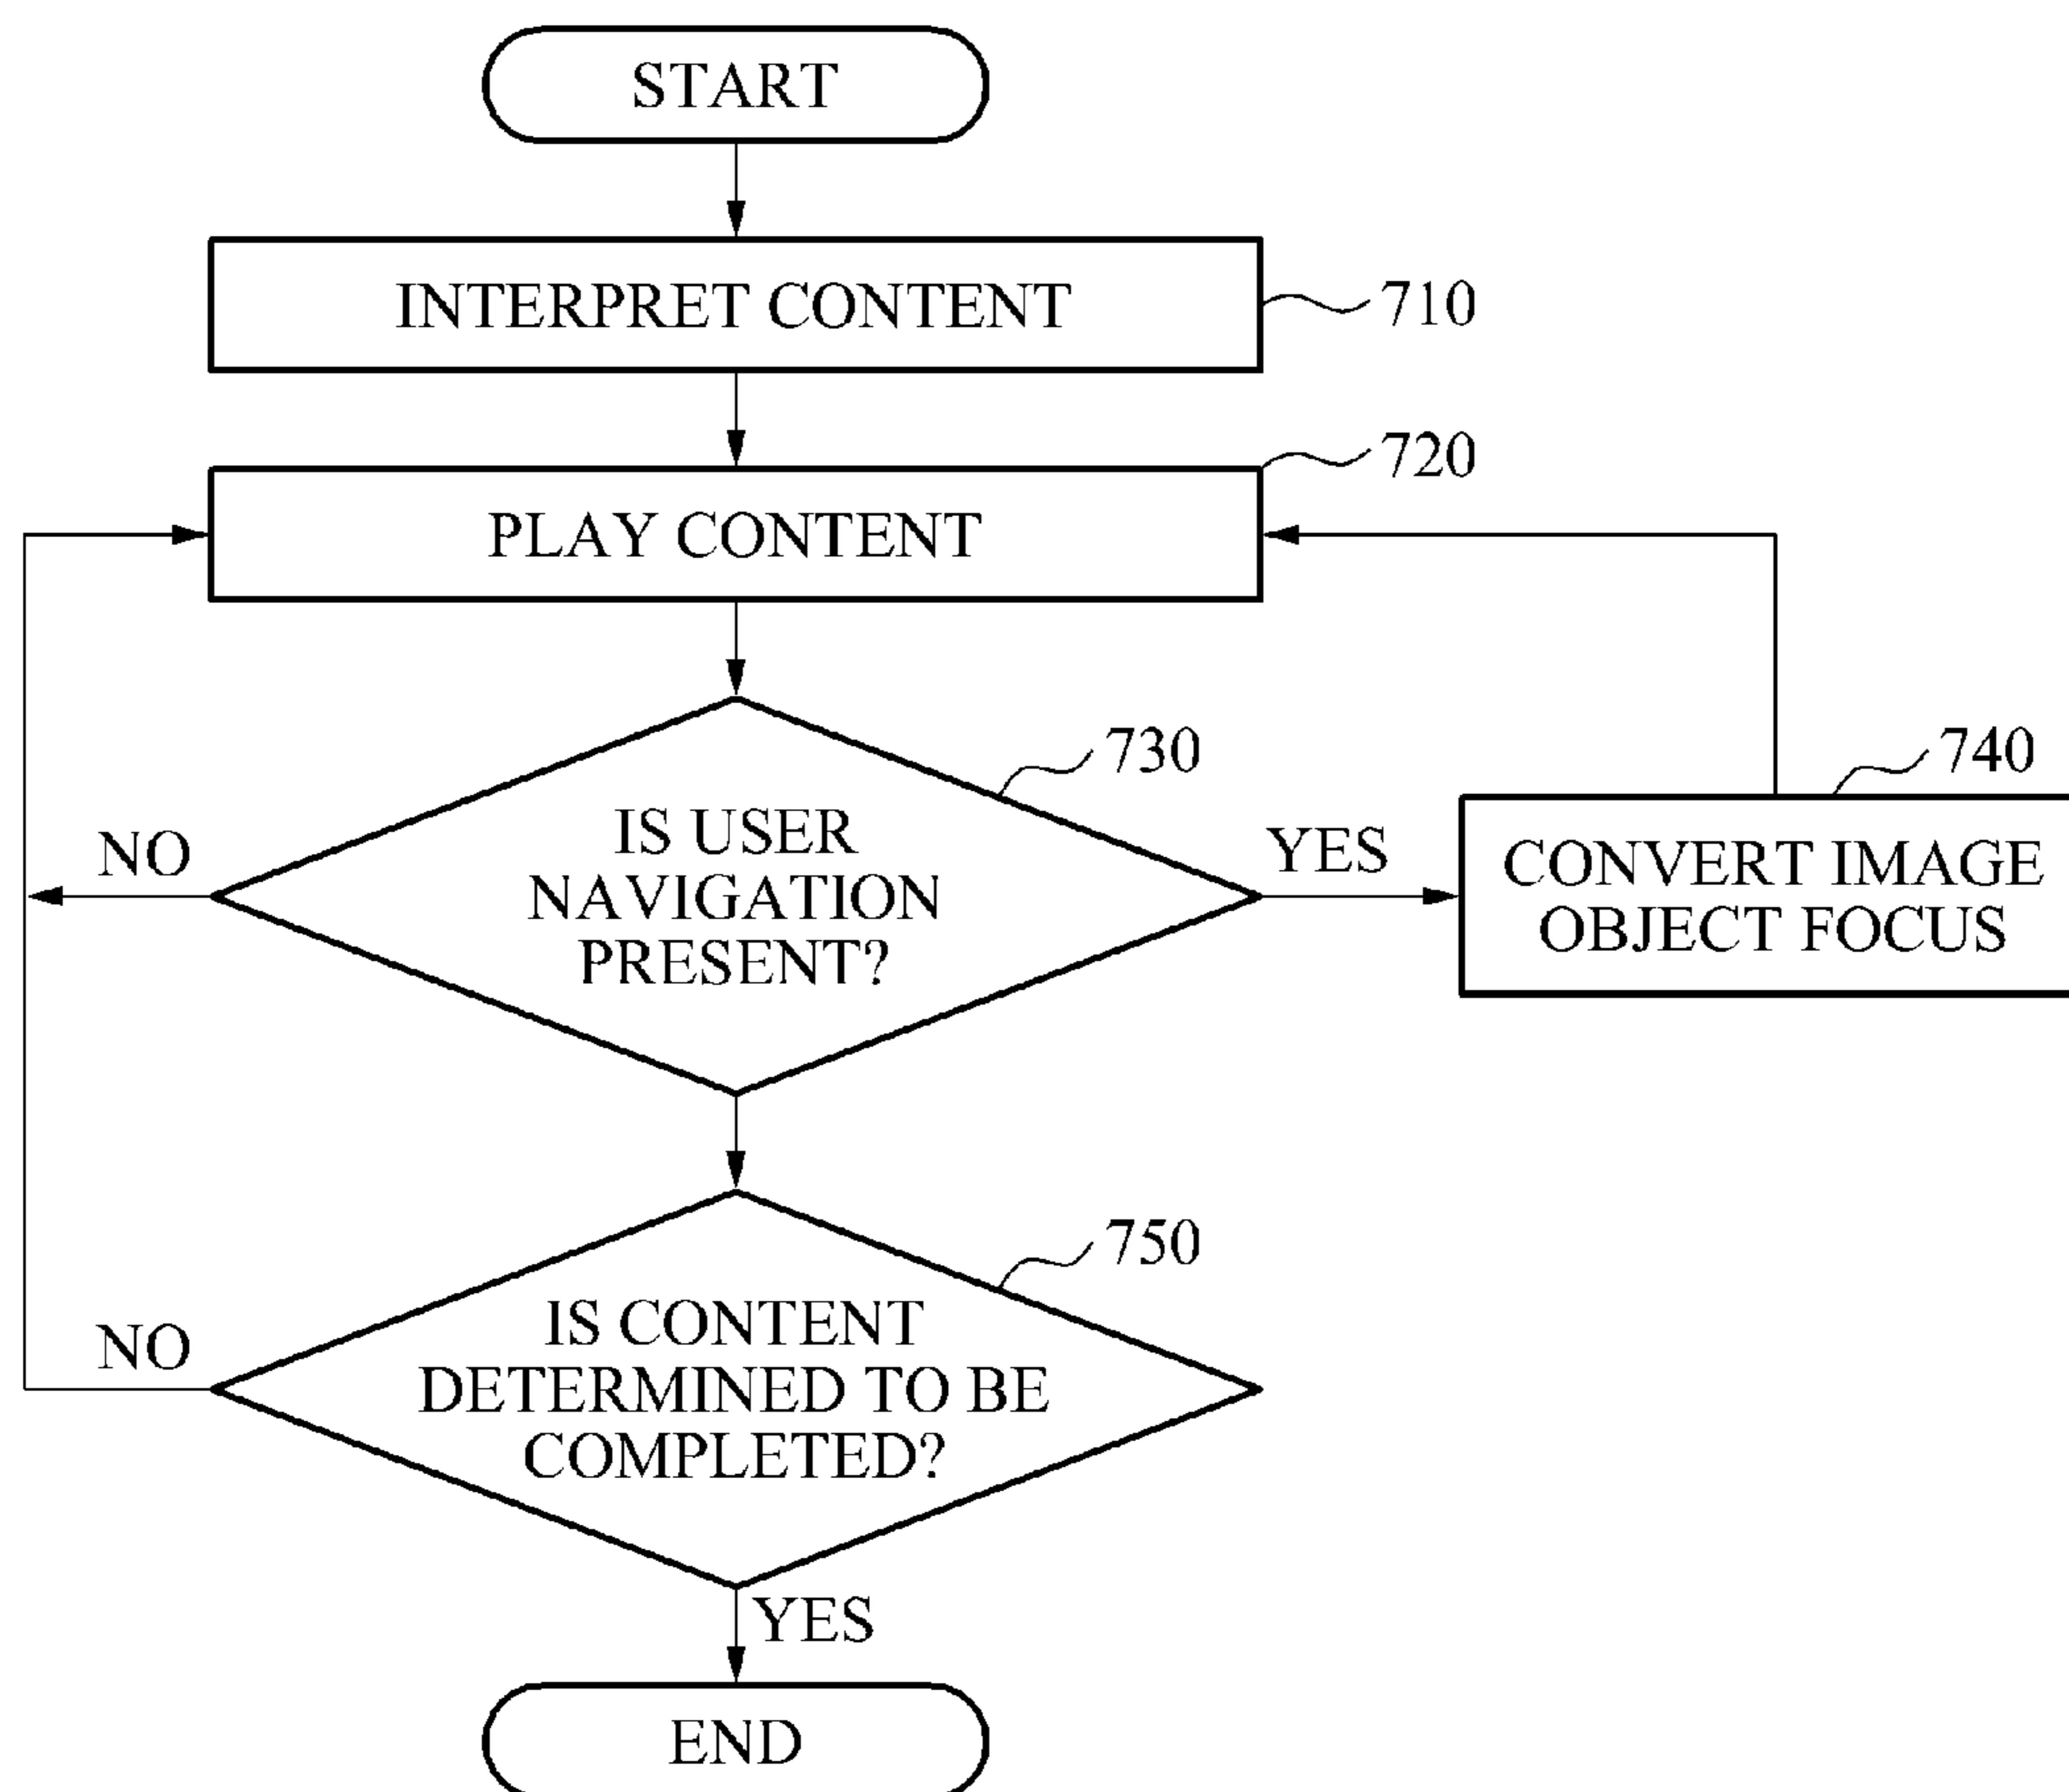 START
INTERPRET CONTENT
710
720
PLAY CONTENT
730
740
IS USER
NAVIGATION
PRESENT?
NO
YES
CONVERT IMAGE
OBJECT FOCUS
750
IS CONTENT
DETERMINED TO BE
COMPLETED?
NO
YES
END